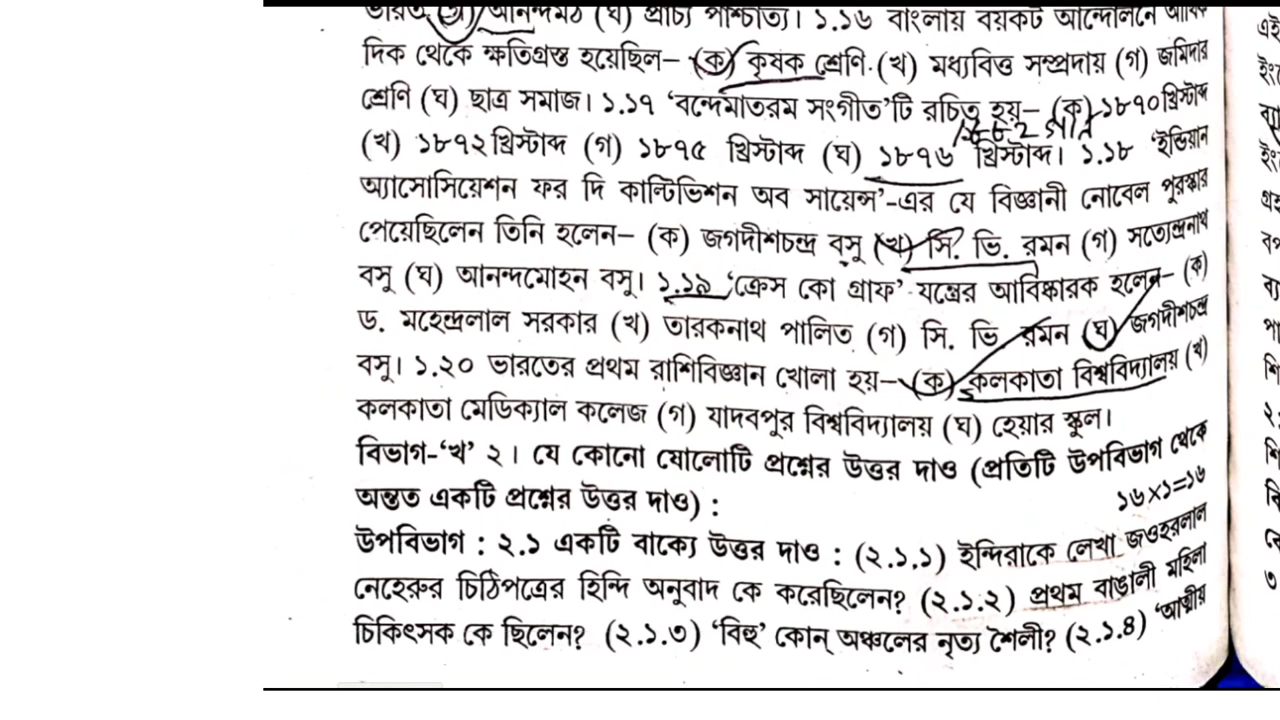 ভারত (গ) আনন্দমঠ (ঘ) প্রাচ্য পাশ্চাত্য। ১.১৬ বাংলায় বয়কট আন্দোলনে আর্থিক
দিক থেকে ক্ষতিগ্রস্ত হয়েছিল– (ক) কৃষক শ্রেণি (খ) মধ্যবিত্ত সম্প্রদায় (গ) জমিদার
শ্রেণি (ঘ) ছাত্র সমাজ। ১.১৭ ‘বন্দেমাতরম সংগীত’টি রচিত হয়– (ক) ১৮৭০ খ্রিস্টাব্দ
(খ) ১৮৭২ খ্রিস্টাব্দ (গ) ১৮৭৫ খ্রিস্টাব্দ (ঘ) ১৮৭৬ খ্রিস্টাব্দ। ১.১৮ ‘ইন্ডিয়ান
অ্যাসোসিয়েশন ফর দি কাল্টিভিশন অব সায়েন্স’-এর যে বিজ্ঞানী নোবেল পুরস্কার
পেয়েছিলেন তিনি হলেন– (ক) জগদীশচন্দ্র বসু (খ) সি. ভি. রমন (গ) সত্যেন্দ্রনাথ
বসু (ঘ) আনন্দমোহন বসু। ১.১৯ ‘ক্রেস কো গ্রাফ’ যন্ত্রের আবিষ্কারক হলেন– (ক)
ড. মহেন্দ্রলাল সরকার (খ) তারকনাথ পালিত (গ) সি. ভি রমন (ঘ) জগদীশচন্দ্র
বসু। ১.২০ ভারতের প্রথম রাশিবিজ্ঞান খোলা হয়– (ক) কলকাতা বিশ্ববিদ্যালয় (খ)
কলকাতা মেডিক্যাল কলেজ (গ) যাদবপুর বিশ্ববিদ্যালয় (ঘ) হেয়ার স্কুল।
বিভাগ-‘খ’ ২। যে কোনো ষোলোটি প্রশ্নের উত্তর দাও (প্রতিটি উপবিভাগ থেকে
অন্তত একটি প্রশ্নের উত্তর দাও) : ১৬×১=১৬
উপবিভাগ : ২.১ একটি বাক্যে উত্তর দাও : (২.১.১) ইন্দিরাকে লেখা জওহরলাল
নেহেরুর চিঠিপত্রের হিন্দি অনুবাদ কে করেছিলেন? (২.১.২) প্রথম বাঙালী মহিলা
চিকিৎসক কে ছিলেন? (২.১.৩) ‘বিহু’ কোন্ অঞ্চলের নৃত্য শৈলী? (২.১.৪) ‘আত্মীয়